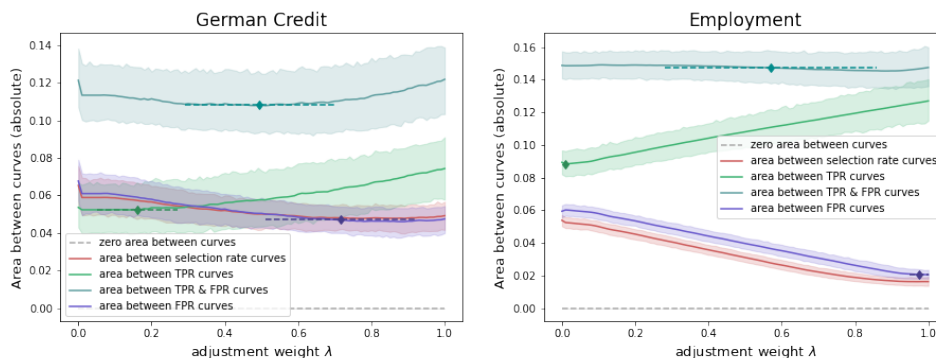 German Credit
Area between curves (absolute)
0.14
0.12
0.10
0.08
0.06
0.04
0.02
0.00
zero area between curves
area between selection rate curves
area between TPR curves
area between TPR & FPR curves
area between FPR curves
0.0 0.2 0.4 0.6 0.8 1.0
adjustment weight λ
Employment
Area between curves (absolute)
0.16
0.14
0.12
0.10
0.08
0.06
0.04
0.02
0.00
zero area between curves
area between selection rate curves
area between TPR curves
area between TPR & FPR curves
area between FPR curves
0.0 0.2 0.4 0.6 0.8 1.0
adjustment weight λ